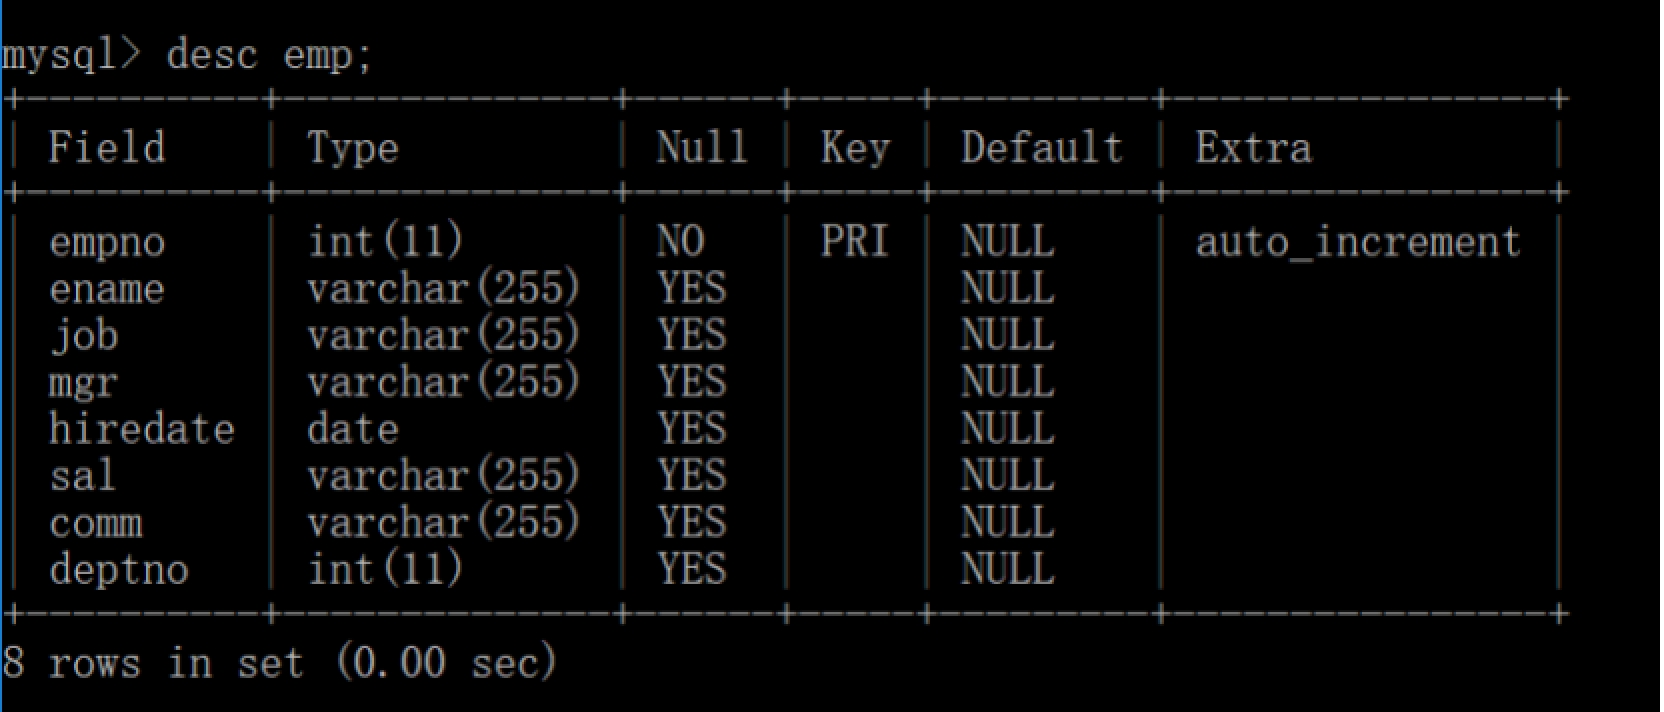 mysql> desc emp;
+----------+--------------+------+-----+---------+----------------+
| Field    | Type         | Null | Key | Default | Extra          |
+----------+--------------+------+-----+---------+----------------+
| empno    | int(11)      | NO   | PRI | NULL    | auto_increment |
| ename    | varchar(255) | YES  |     | NULL    |                |
| job      | varchar(255) | YES  |     | NULL    |                |
| mgr      | varchar(255) | YES  |     | NULL    |                |
| hiredate | date         | YES  |     | NULL    |                |
| sal      | varchar(255) | YES  |     | NULL    |                |
| comm     | varchar(255) | YES  |     | NULL    |                |
| deptno   | int(11)      | YES  |     | NULL    |                |
+----------+--------------+------+-----+---------+----------------+
8 rows in set (0.00 sec)